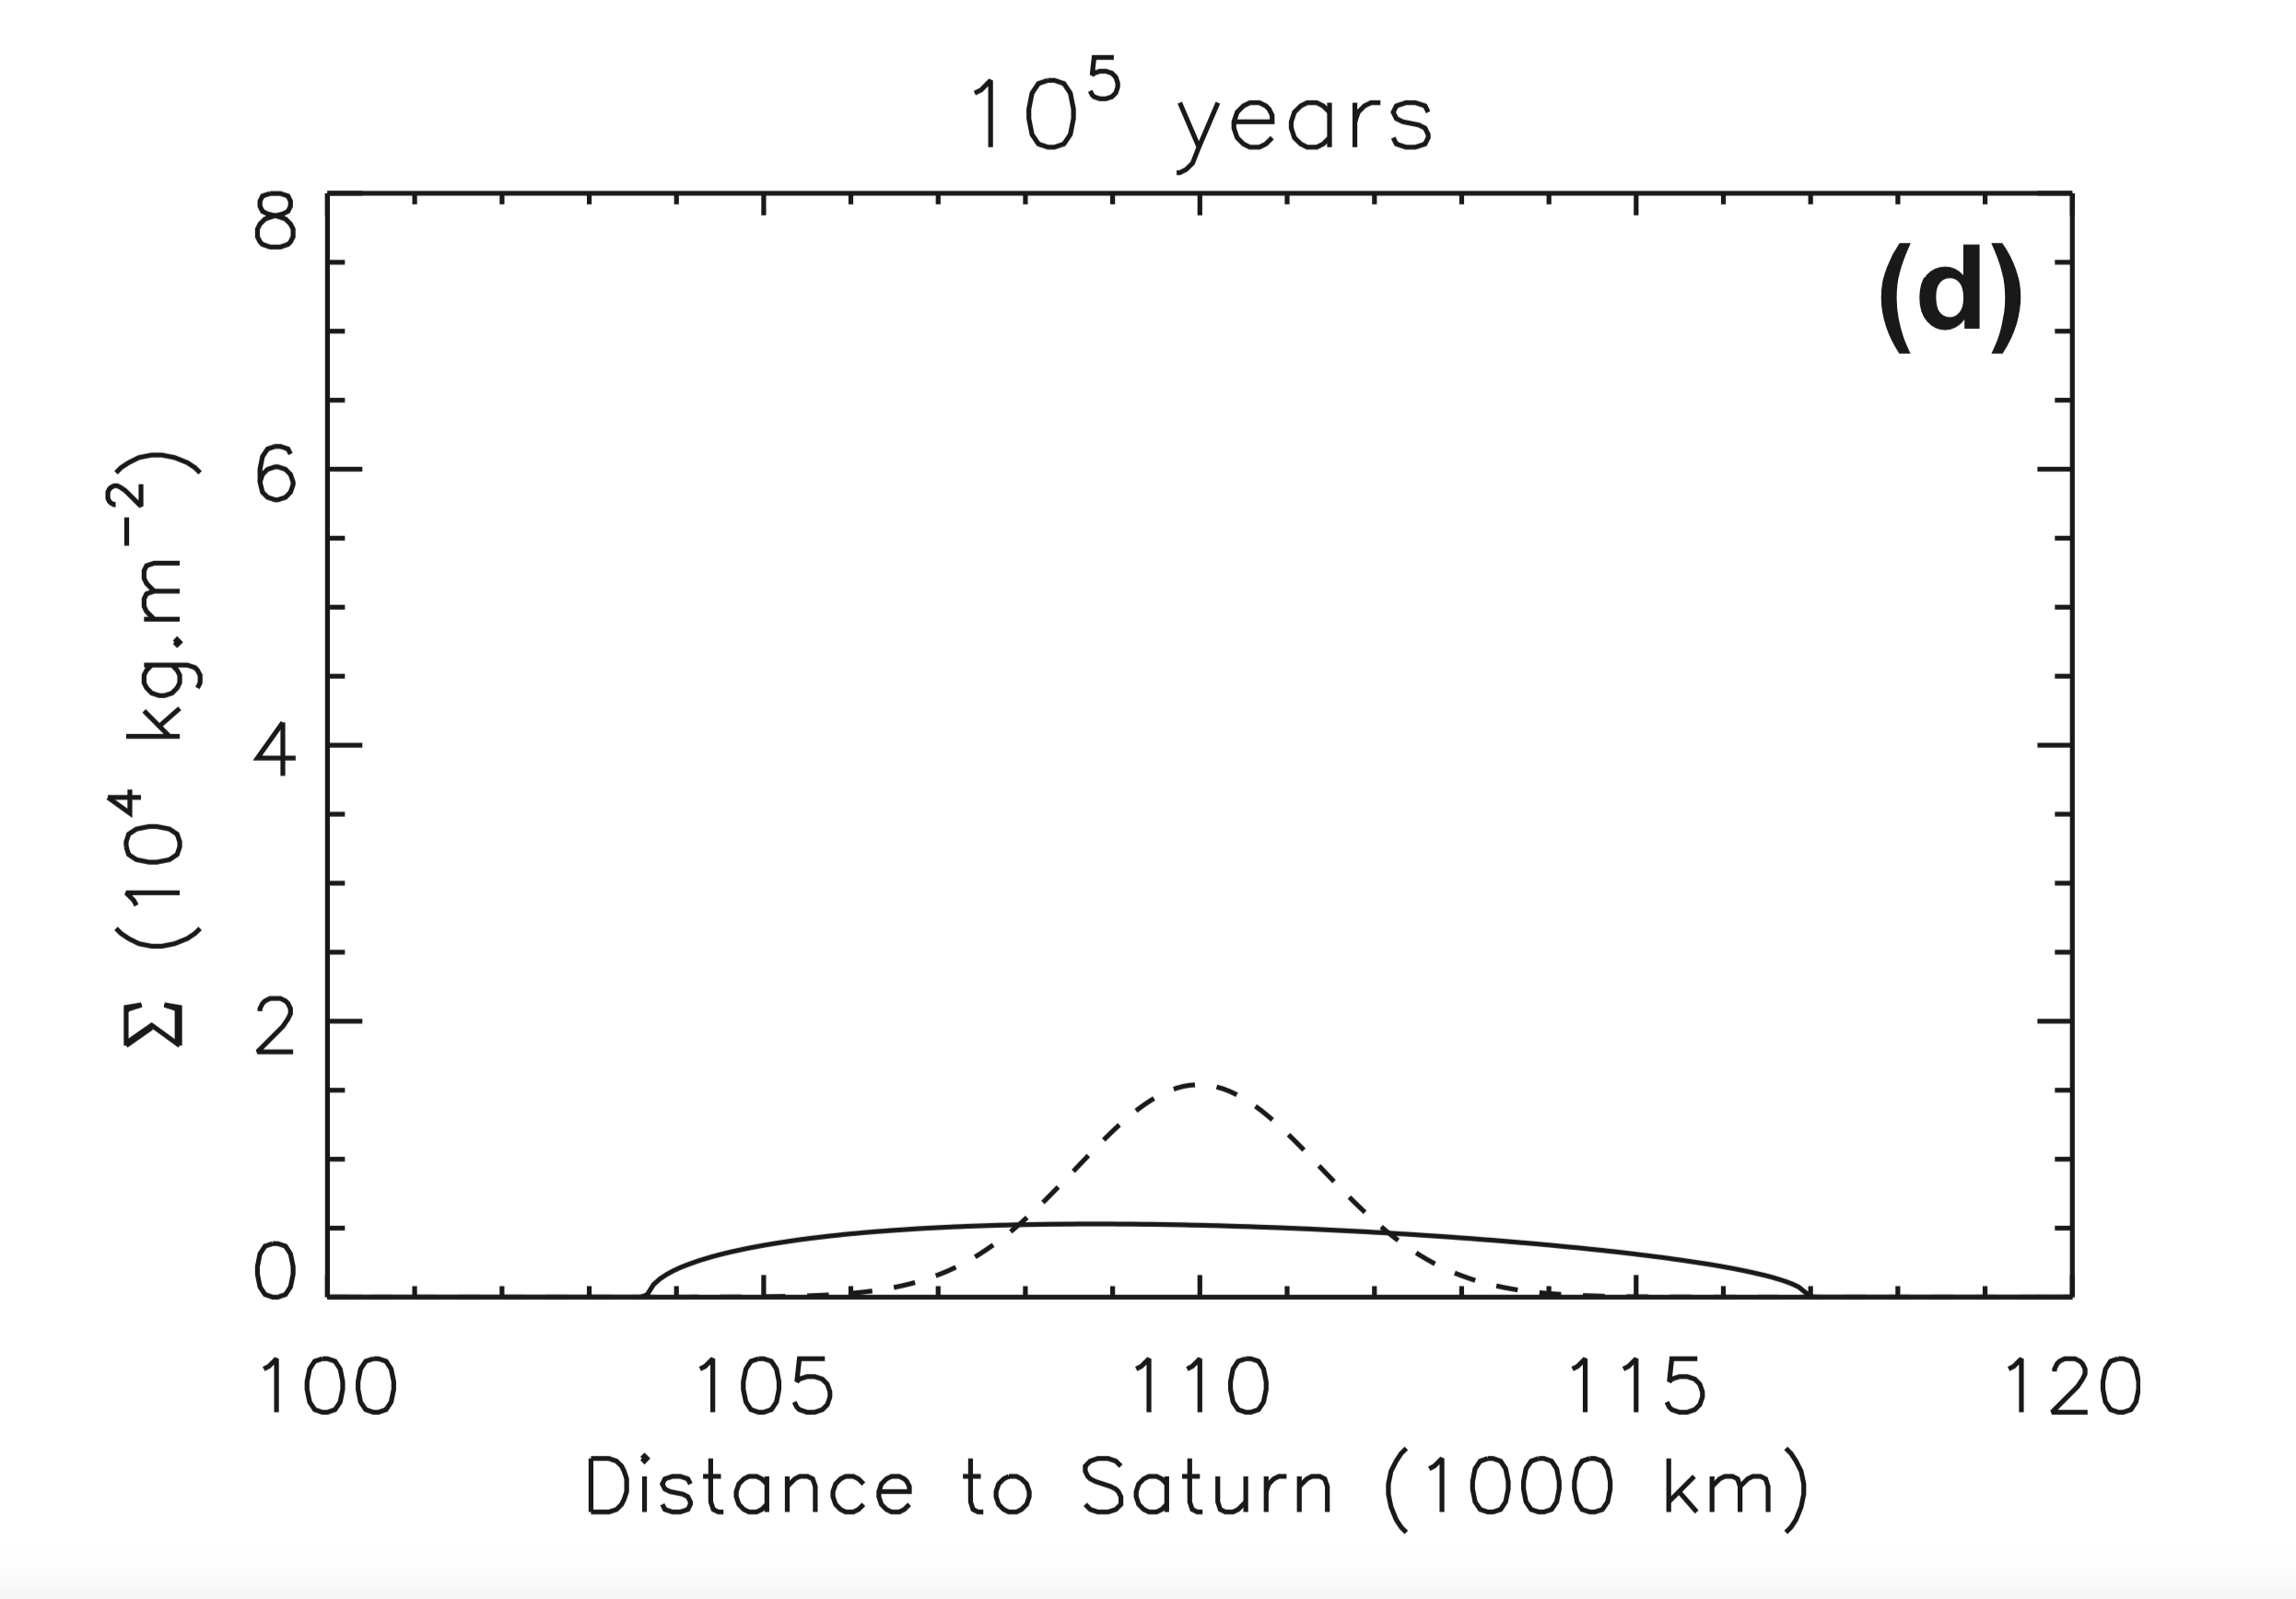 10⁵ years
(d)
Σ (10⁴ kg.m⁻²)
8
6
4
2
0
100 105 110 115 120
Distance to Saturn (1000 km)